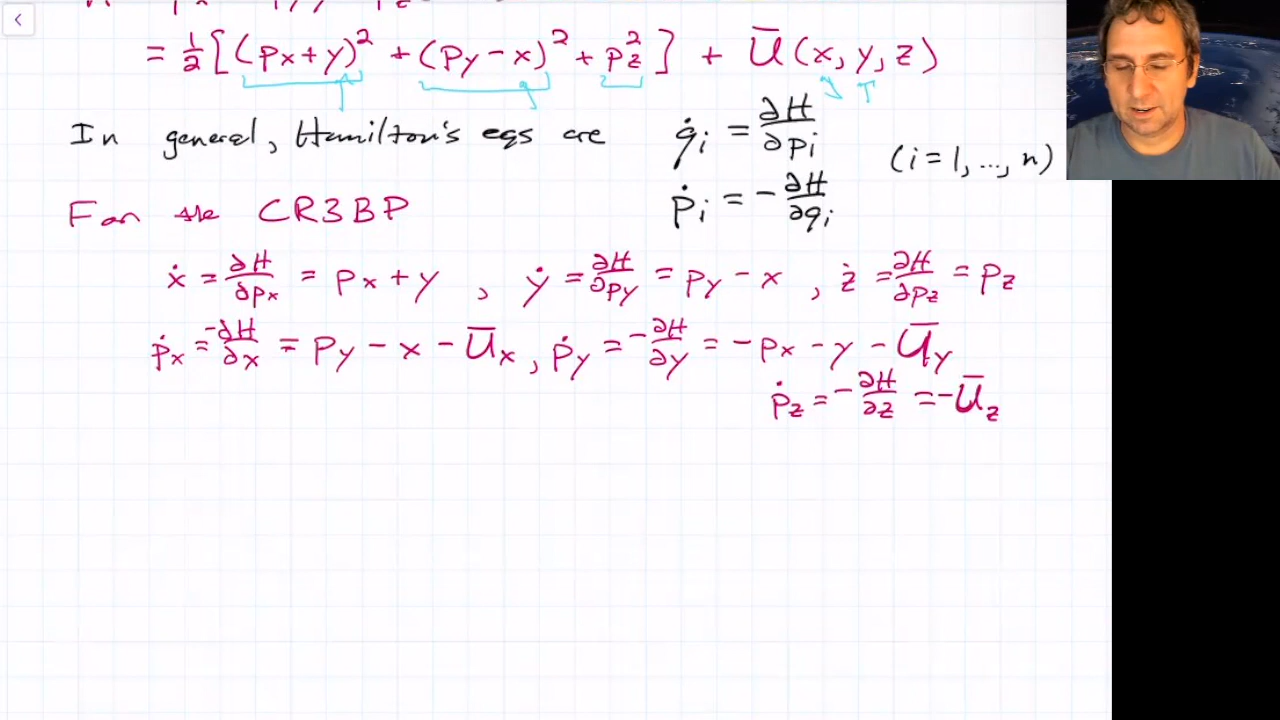 = 1/2 [(px+y)² + (py−x)² + pz²] + Ū(x, y, z)
In general, Hamilton's eqs are q̇i = ∂H/∂pi
ṗi = −∂H/∂qi (i = 1, ..., n)
For the CR3BP
ẋ = ∂H/∂px = px + y , ẏ = ∂H/∂py = py − x , ż = ∂H/∂pz = pz
ṗx = −∂H/∂x = py − x − Ūx , ṗy = −∂H/∂y = −px − y − Ūy
ṗz = −∂H/∂z = −Ūz